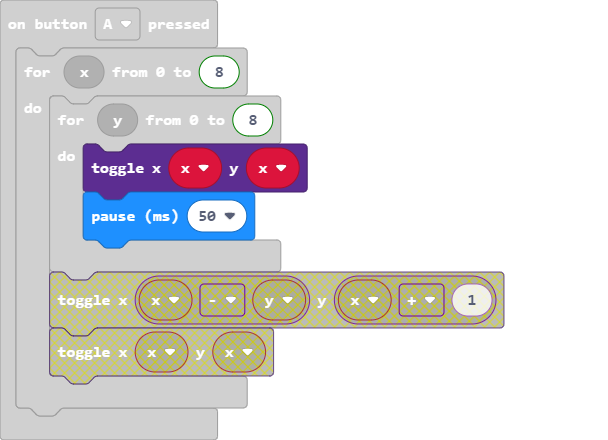 on button A pressed
for x from 0 to 8
do
for y from 0 to 8
do
toggle x x y x
pause (ms) 50
toggle x x - y y x + 1
toggle x x y x